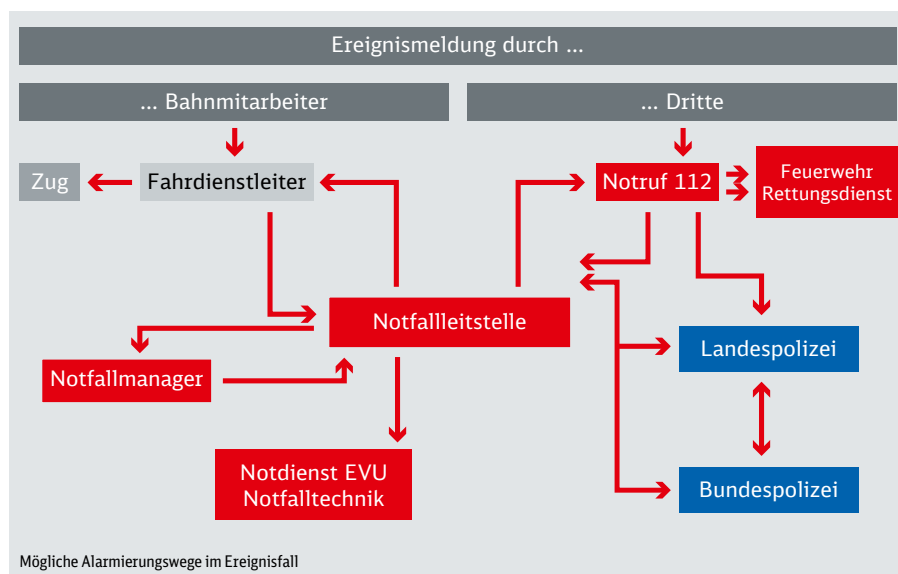 Ereignismeldung durch ...
... Bahnmitarbeiter
... Dritte
Zug
Fahrdienstleiter
Notruf 112
Feuerwehr
Rettungsdienst
Notfallleitstelle
Landespolizei
Notfallmanager
Notdienst EVU
Notfalltechnik
Bundespolizei
Mögliche Alarmierungswege im Ereignisfall